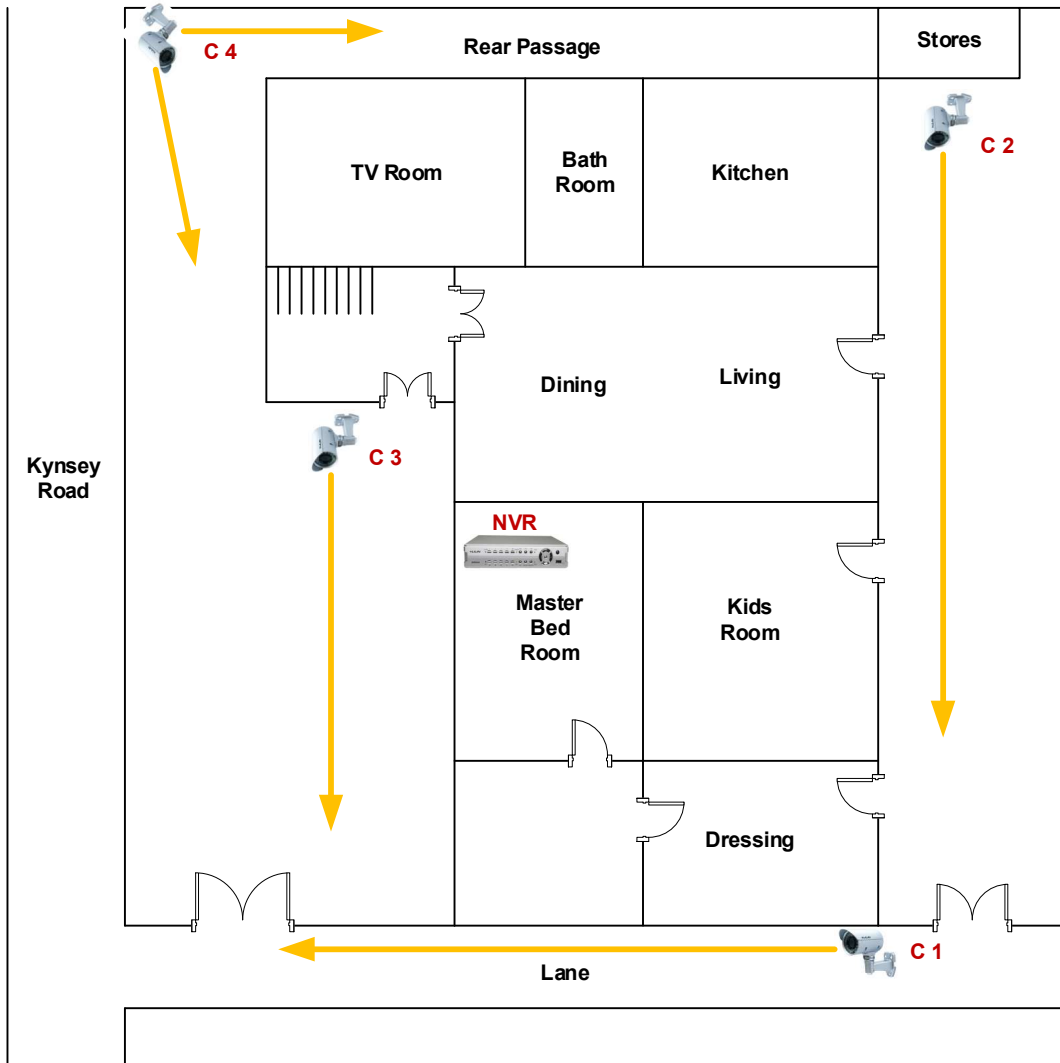 C 4
Rear Passage
Stores
C 2
TV Room
Bath
Room
Kitchen
Dining
Living
C 3
Kynsey
Road
NVR
Master
Bed
Room
Kids
Room
Dressing
C 1
Lane